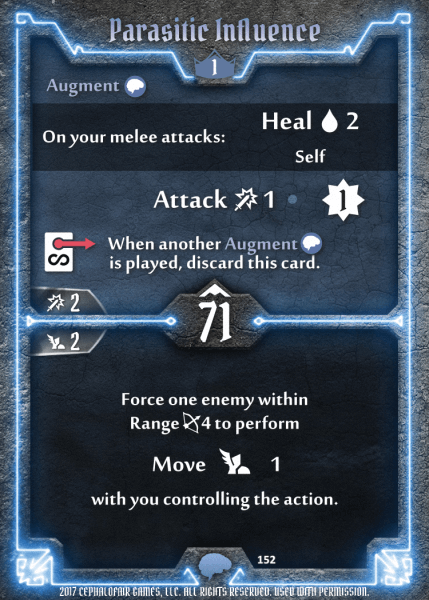 Parasitic Influence
1
Augment
On your melee attacks:
Heal 2
Self
Attack 1
1
When another Augment
is played, discard this card.
2
71
2
Force one enemy within
Range 4 to perform
Move 1
with you controlling the action.
152
2017 CEPHALOFAIR GAMES, LLC. ALL RIGHTS RESERVED. USED WITH PERMISSION.